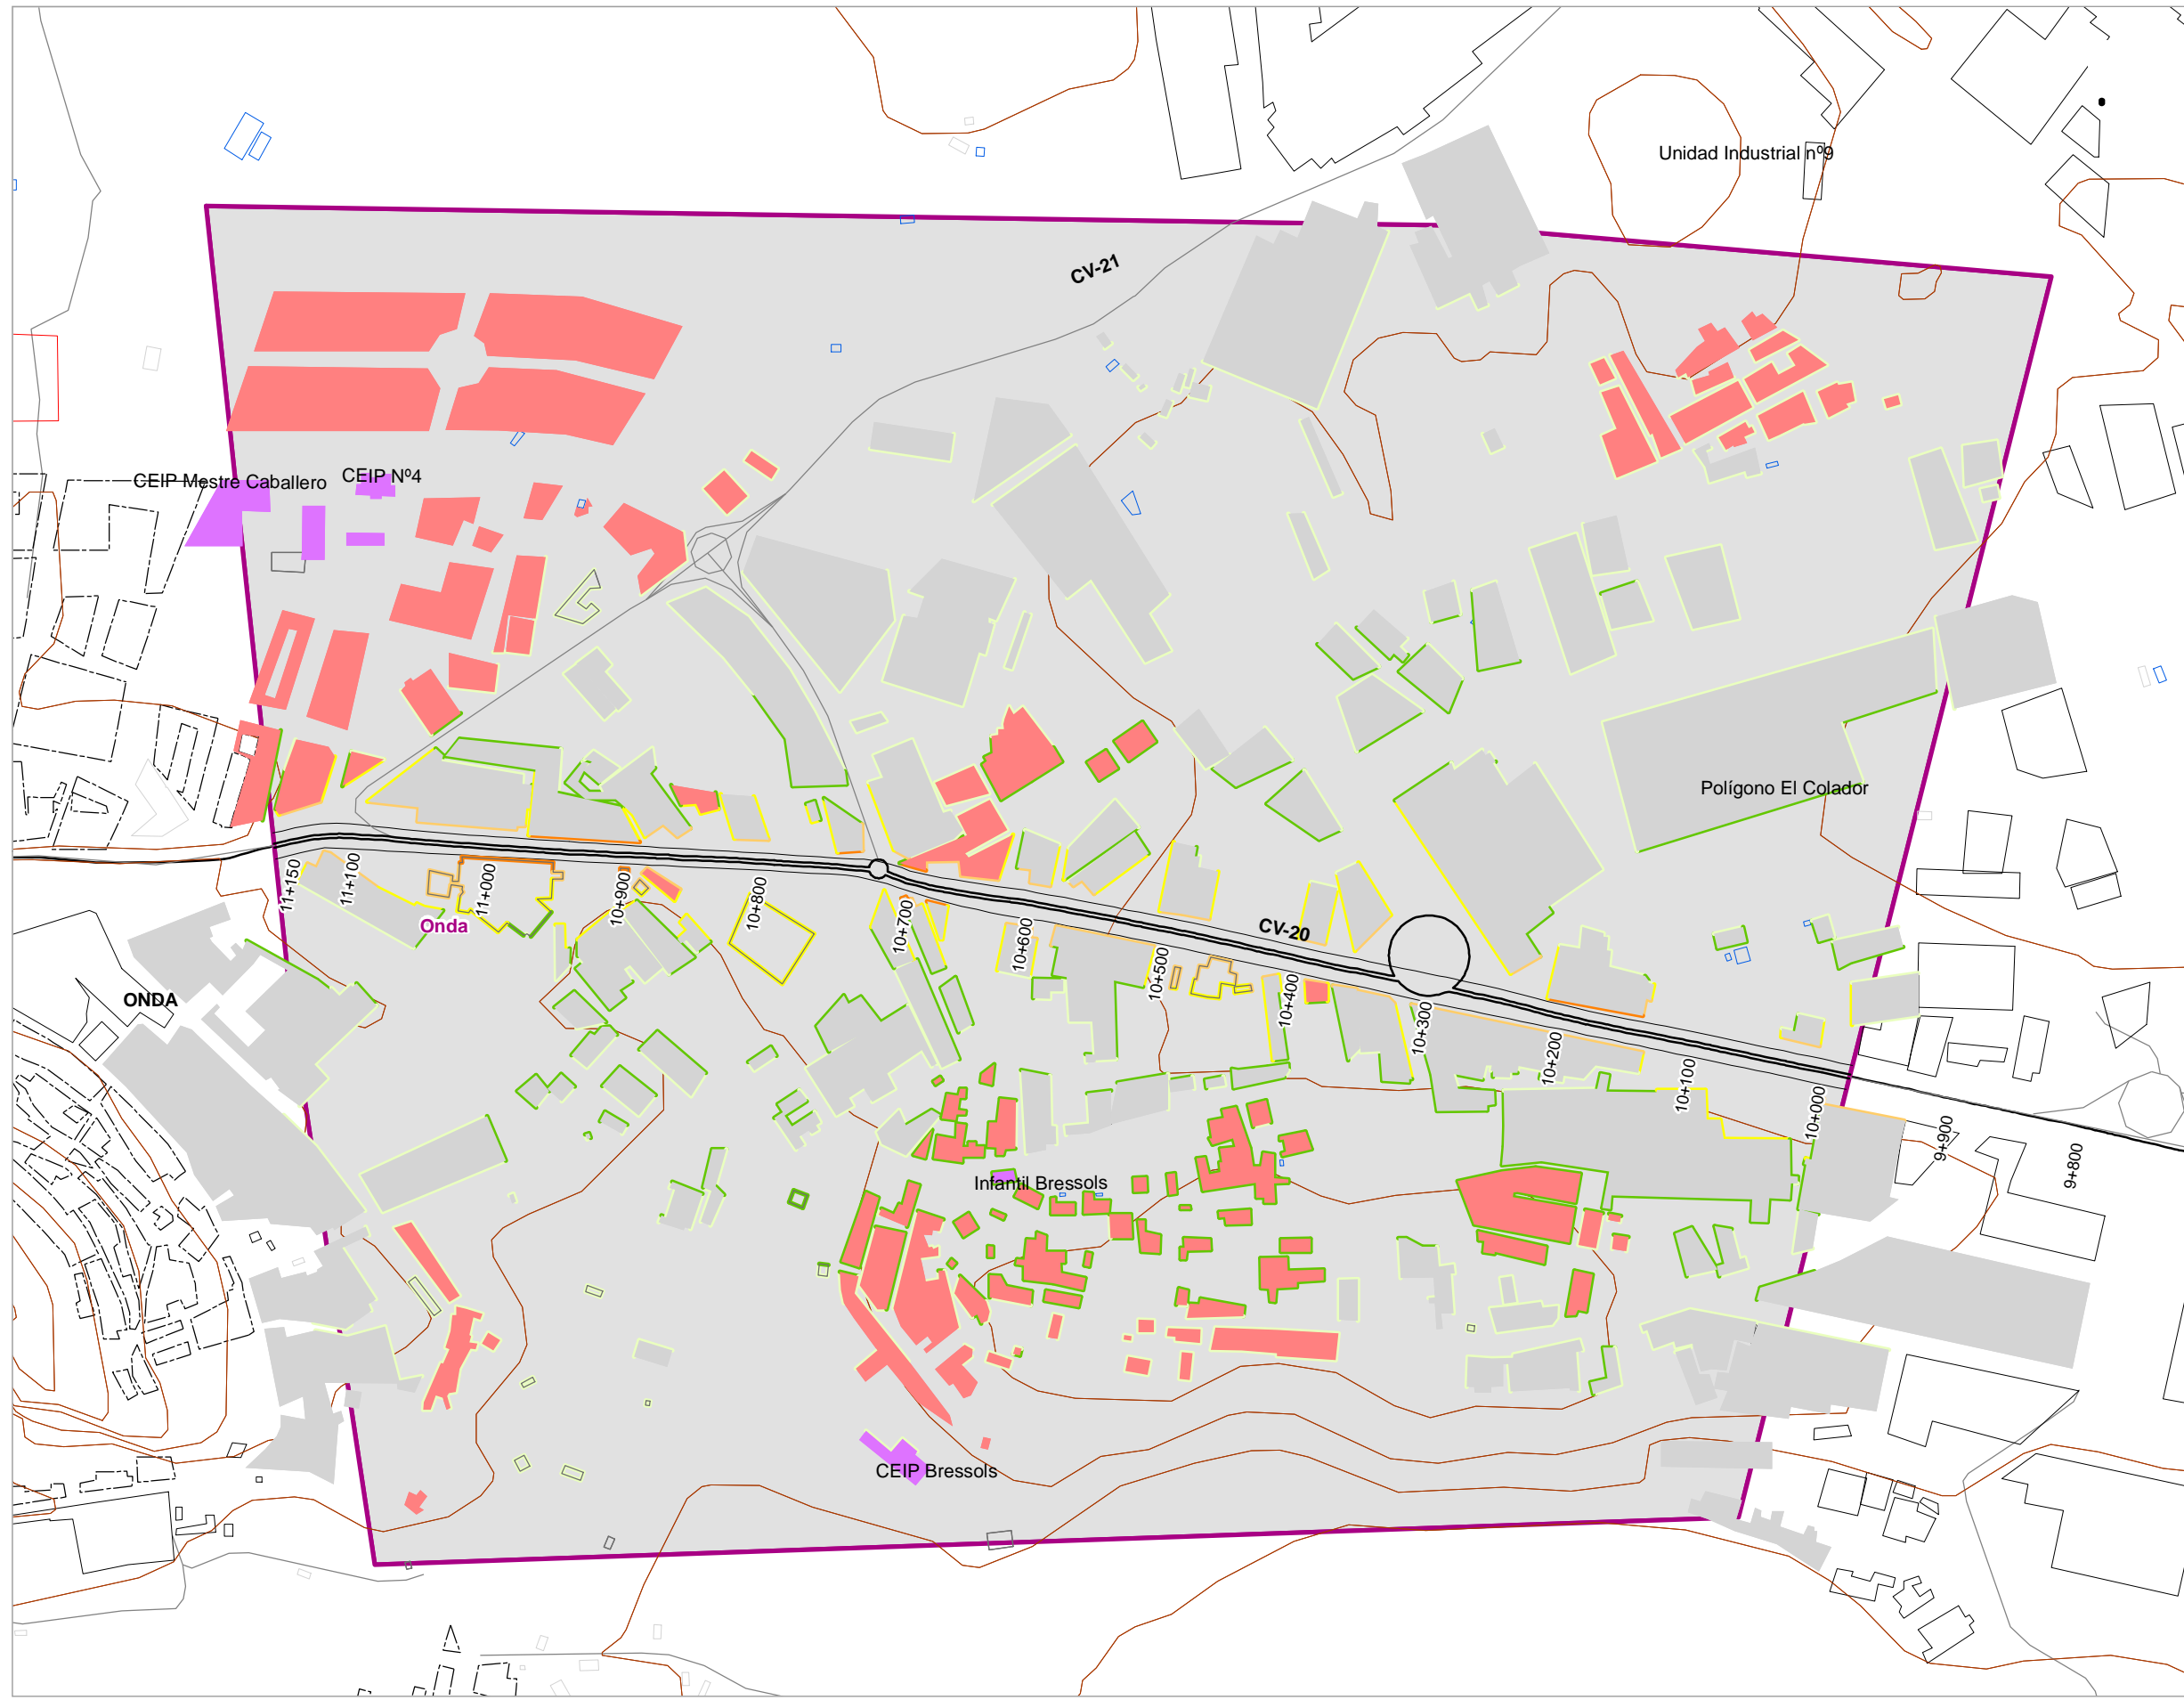 Unidad Industrial nº9
CV-21
CEIP Mestre Caballero
CEIP Nº4
Polígono El Colador
11+150
11+100
11+000
10+900
10+800
10+700
10+600
10+500
10+400
10+300
10+200
10+100
10+000
9+900
9+800
Onda
CV-20
ONDA
Infantil Bressols
CEIP Bressols